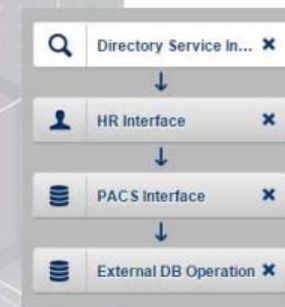 Directory Service In...
HR Interface
PACS Interface
External DB Operation